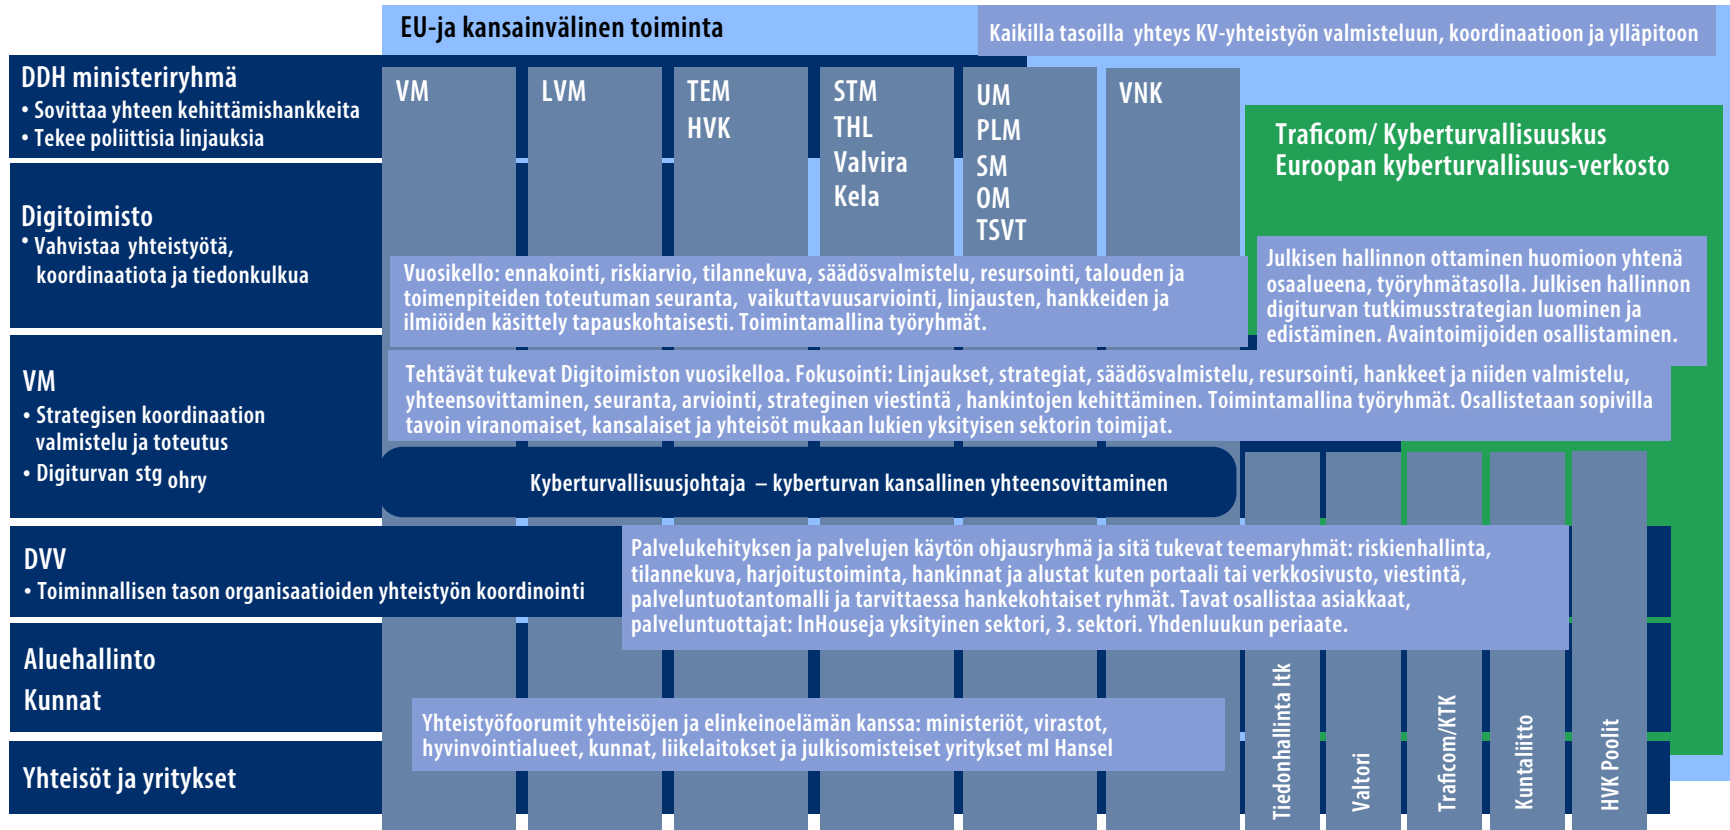 EU-ja kansainvälinen toiminta
Kaikilla tasoilla yhteys KV-yhteistyön valmisteluun, koordinaatioon ja ylläpitoon
DDH ministeriryhmä
• Sovittaa yhteen kehittämishankkeita
• Tekee poliittisia linjauksia
VM
LVM
TEM
HVK
STM
THL
Valvira
Kela
UM
PLM
SM
OM
TSVT
VNK
Traficom/ Kyberturvallisuuskus
Euroopan kyberturvallisuus-verkosto
Digitoimisto
• Vahvistaa yhteistyötä,
koordinaatiota ja tiedonkulkua
Vuosikello: ennakointi, riskiarvio, tilannekuva, säädösvalmistelu, resursointi, talouden ja
toimenpiteiden toteutuman seuranta, vaikuttavuusarviointi, linjausten, hankkeiden ja
ilmiöiden käsittely tapauskohtaisesti. Toimintamallina työryhmät.
Julkisen hallinnon ottaminen huomioon yhtenä
osaalueena, työryhmätasolla. Julkisen hallinnon
digiturvan tutkimusstrategian luominen ja
edistäminen. Avaintoimijoiden osallistaminen.
VM
• Strategisen koordinaation
valmistelu ja toteutus
• Digiturvan stg ohry
Tehtävät tukevat Digitoimiston vuosikelloa. Fokusointi: Linjaukset, strategiat, säädösvalmistelu, resursointi, hankkeet ja niiden valmistelu,
yhteensovittaminen, seuranta, arviointi, strateginen viestintä , hankintojen kehittäminen. Toimintamallina työryhmät. Osallistetaan sopivilla
tavoin viranomaiset, kansalaiset ja yhteisöt mukaan lukien yksityisen sektorin toimijat.
Kyberturvallisuusjohtaja – kyberturvan kansallinen yhteensovittaminen
DVV
• Toiminnallisen tason organisaatioiden yhteistyön koordinointi
Palvelukehityksen ja palvelujen käytön ohjausryhmä ja sitä tukevat teemaryhmät: riskienhallinta,
tilannekuva, harjoitustoiminta, hankinnat ja alustat kuten portaali tai verkkosivusto, viestintä,
palveluntuotantomalli ja tarvittaessa hankekohtaiset ryhmät. Tavat osallistaa asiakkaat,
palveluntuottajat: InHouseja yksityinen sektori, 3. sektori. Yhdenluukun periaate.
Aluehallinto
Kunnat
Yhteistyöfoorumit yhteisöjen ja elinkeinoelämän kanssa: ministeriöt, virastot,
hyvinvointialueet, kunnat, liikelaitokset ja julkisomisteiset yritykset ml Hansel
Yhteisöt ja yritykset
Tiedonhallinta ltk
Valtori
Traficom/KTK
Kuntaliitto
HVK Poolit